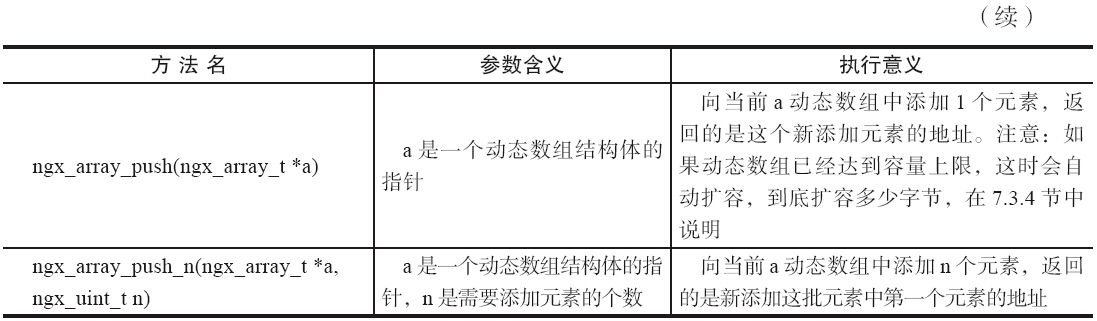 （续）
方 法 名 参数含义 执行意义
ngx_array_push(ngx_array_t *a)
a 是一个动态数组结构体的
指针
向当前 a 动态数组中添加 1 个元素，返
回的是这个新添加元素的地址。注意：如
果动态数组已经达到容量上限，这时会自
动扩容，到底扩容多少字节，在 7.3.4 节中
说明
ngx_array_push_n(ngx_array_t *a,
ngx_uint_t n)
a 是一个动态数组结构体的指
针，n 是需要添加元素的个数
向当前 a 动态数组中添加 n 个元素，返回
的是新添加这批元素中第一个元素的地址